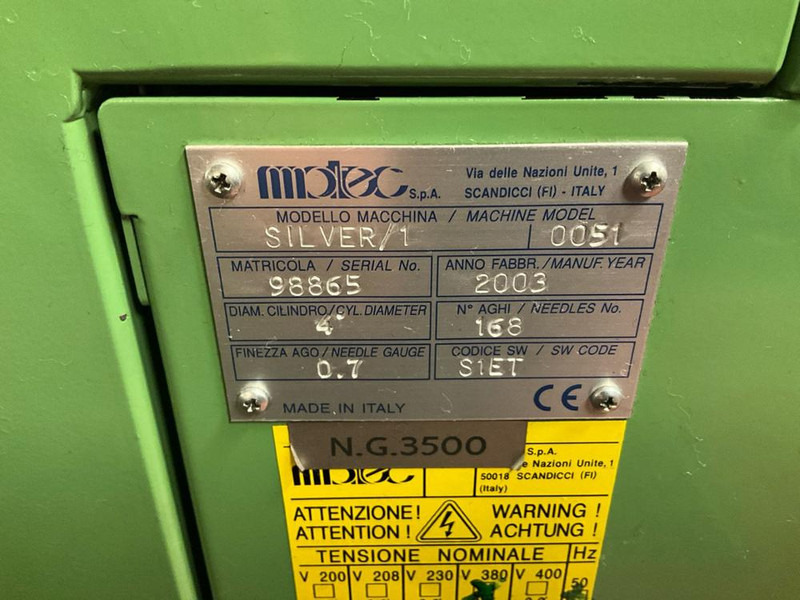 matec S.p.A.
Via delle Nazioni Unite, 1
SCANDICCI (FI) - ITALY
MODELLO MACCHINA / MACHINE MODEL
SILVER/1 0051
MATRICOLA / SERIAL No. ANNO FABBR./MANUF. YEAR
98865 2003
DIAM. CILINDRO/CYL. DIAMETER N° AGHI / NEEDLES No.
4" 168
FINEZZA AGO / NEEDLE GAUGE CODICE SW / SW CODE
0.7 S1ET
MADE IN ITALY CE
N.G.3500
matec S.p.A.
Nazioni Unite, 1
50018 SCANDICCI (FI)
(Italy)
ATTENZIONE! WARNING !
ATTENTION ! ACHTUNG !
TENSIONE NOMINALE Hz
V 200 V 208 V 230 V 380 V 400 50